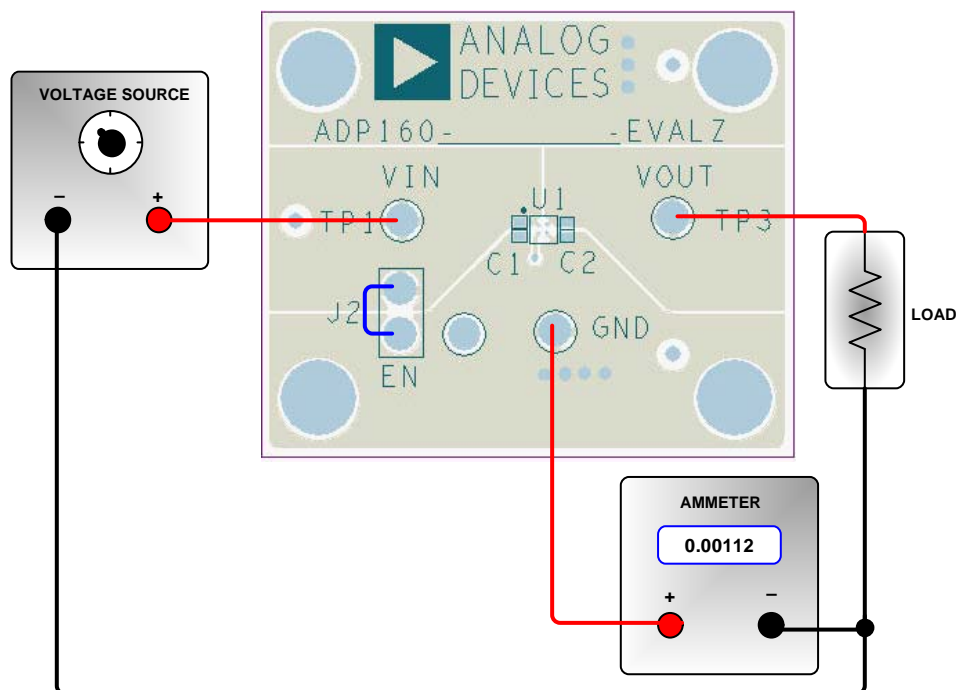 ANALOG
DEVICES
VOLTAGE SOURCE
ADP160-__________-EVALZ
– +
VIN
VOUT
U1
TP1
TP3
C1 C2
J2
GND
LOAD
EN
AMMETER
0.00112
+ –